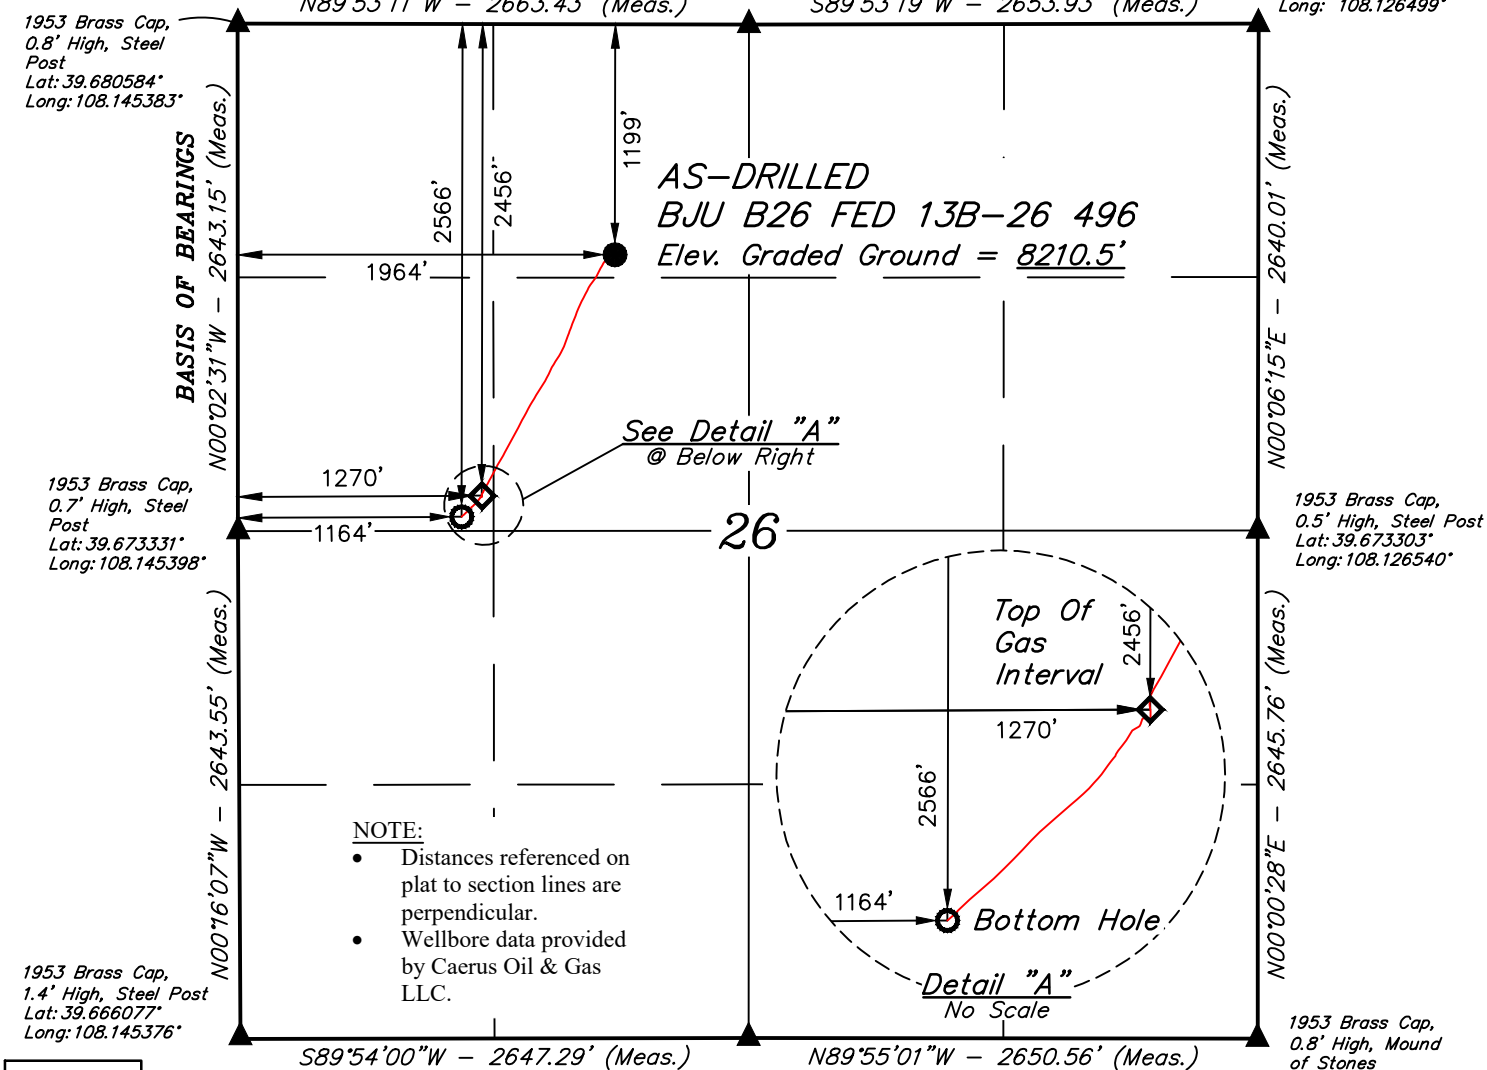 N89°53'11"W - 2663.43' (Meas.)
S89°53'19"W - 2653.93' (Meas.)
Long: 108.126499°
1953 Brass Cap,
0.8' High, Steel
Post
Lat: 39.680584°
Long: 108.145383°
BASIS OF BEARINGS
N00°02'31"W - 2643.15' (Meas.)
2566'
2456'
1199'
1964'
AS-DRILLED
BJU B26 FED 13B-26 496
Elev. Graded Ground = 8210.5'
N00°06'15"E - 2640.01' (Meas.)
See Detail "A"
@ Below Right
1270'
1164'
1953 Brass Cap,
0.7' High, Steel
Post
Lat: 39.673331°
Long: 108.145398°
26
1953 Brass Cap,
0.5' High, Steel Post
Lat: 39.673303°
Long: 108.126540°
Top Of
Gas
Interval
2456'
1270'
2566'
1164'
Bottom Hole
Detail "A"
No Scale
N00°16'07"W - 2643.55' (Meas.)
N00°00'28"E - 2645.76' (Meas.)
NOTE:
• Distances referenced on
plat to section lines are
perpendicular.
• Wellbore data provided
by Caerus Oil & Gas
LLC.
1953 Brass Cap,
1.4' High, Steel Post
Lat: 39.666077°
Long: 108.145376°
S89°54'00"W - 2647.29' (Meas.)
N89°55'01"W - 2650.56' (Meas.)
1953 Brass Cap,
0.8' High, Mound
of Stones